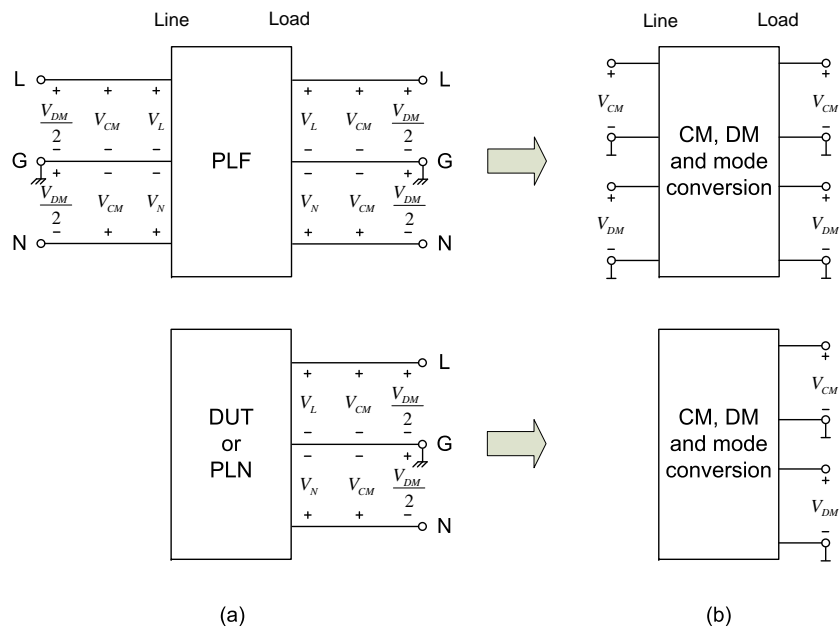 Line Load
Line Load
L + + + + + + L
V_DM/2 V_CM V_L V_L V_CM V_DM/2
G − − − − − − G
PLF
+ − − − − +
V_DM/2 V_CM V_N V_N V_CM V_DM/2
N − + + + + − N
+ +
V_CM V_CM
− −
CM, DM
and mode
conversion
+ +
V_DM V_DM
− −
DUT
or
PLN
+ + + L
V_L V_CM V_DM/2
− − − G
− − +
V_N V_CM V_DM/2
+ + − N
CM, DM
and mode
conversion
+
V_CM
−
+
V_DM
−
(a) (b)